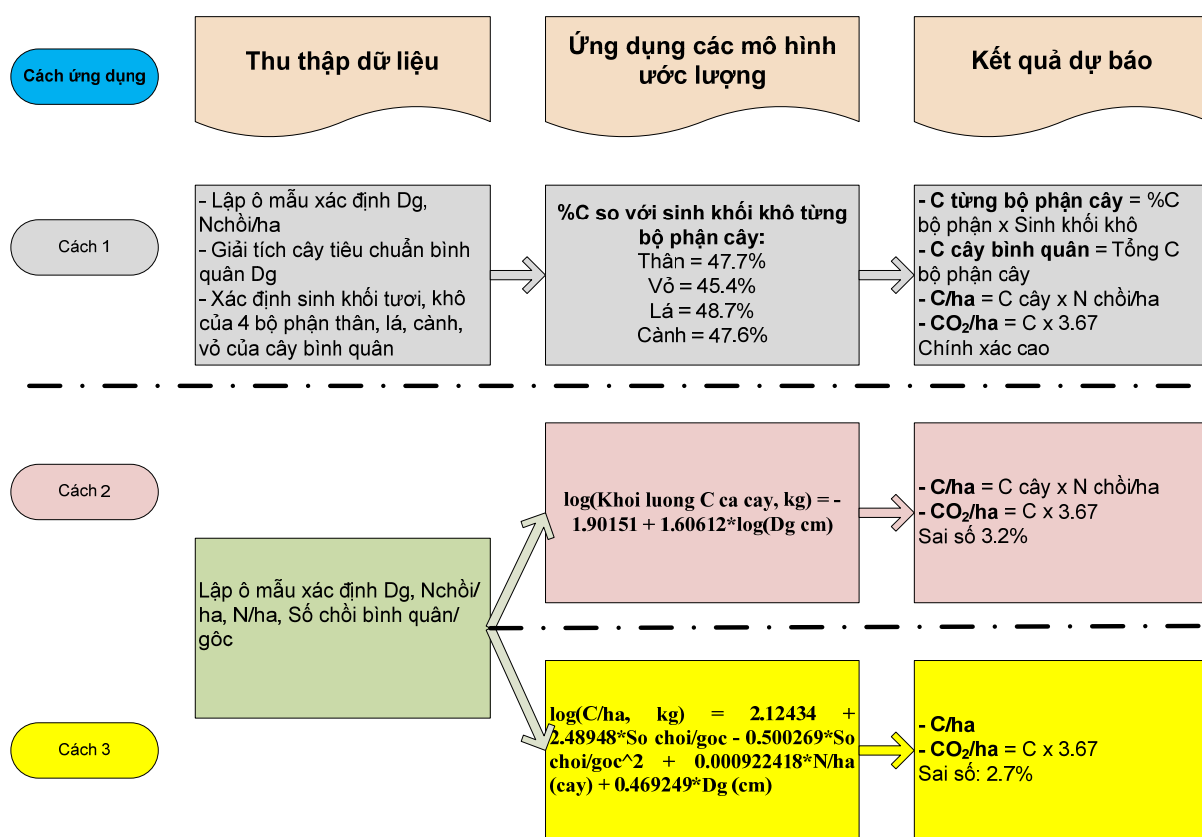 Cách ứng dụng
Thu thập dữ liệu
Ứng dụng các mô hình
ước lượng
Kết quả dự báo
Cách 1
- Lập ô mẫu xác định Dg,
Nchồi/ha
- Giải tích cây tiêu chuẩn bình
quân Dg
- Xác định sinh khối tươi, khô
của 4 bộ phận thân, lá, cành,
vỏ của cây bình quân
%C so với sinh khối khô từng
bộ phận cây:
Thân = 47.7%
Vỏ = 45.4%
Lá = 48.7%
Cành = 47.6%
- C từng bộ phận cây = %C
bộ phận x Sinh khối khô
- C cây bình quân = Tổng C
bộ phận cây
- C/ha = C cây x N chồi/ha
- CO₂/ha = C x 3.67
Chính xác cao
Cách 2
Lập ô mẫu xác định Dg, Nchồi/
ha, N/ha, Số chồi bình quân/
gôc
log(Khoi luong C ca cay, kg) = -
1.90151 + 1.60612*log(Dg cm)
- C/ha = C cây x N chồi/ha
- CO₂/ha = C x 3.67
Sai số 3.2%
Cách 3
log(C/ha, kg) = 2.12434 +
2.48948*So choi/goc - 0.500269*So
choi/goc^2 + 0.000922418*N/ha
(cay) + 0.469249*Dg (cm)
- C/ha
- CO₂/ha = C x 3.67
Sai số: 2.7%